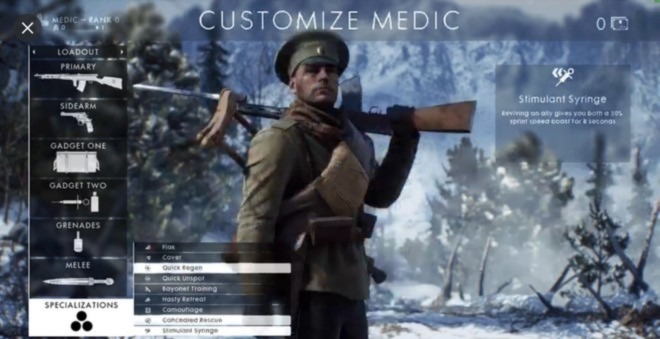 MEDIC – RANK 0
CUSTOMIZE MEDIC
0
LOADOUT
PRIMARY
SIDEARM
GADGET ONE
GADGET TWO
GRENADES
MELEE
SPECIALIZATIONS
Flak
Cover
Quick Regen
Quick Unspot
Bayonet Training
Hasty Retreat
Camouflage
Concealed Rescue
Stimulant Syringe
Stimulant Syringe
Reviving an ally gives you both a 30%
sprint speed boost for 8 seconds